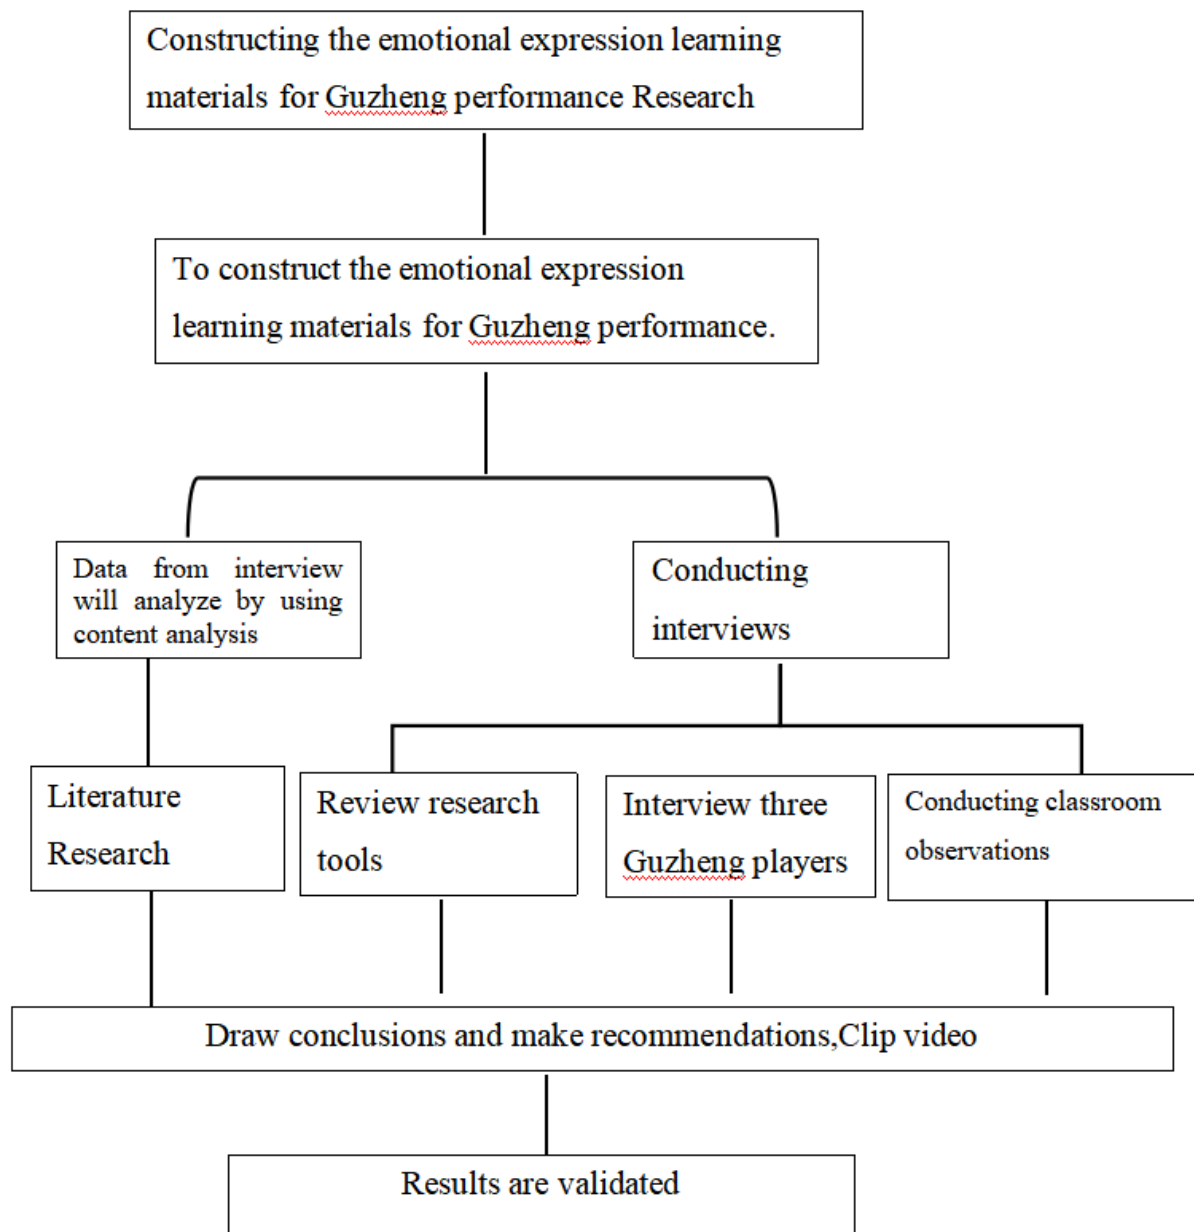 Constructing the emotional expression learning
materials for Guzheng performance Research
To construct the emotional expression
learning materials for Guzheng performance.
Data from interview
will analyze by using
content analysis
Conducting
interviews
Literature
Research
Review research
tools
Interview three
Guzheng players
Conducting classroom
observations
Draw conclusions and make recommendations,Clip video
Results are validated